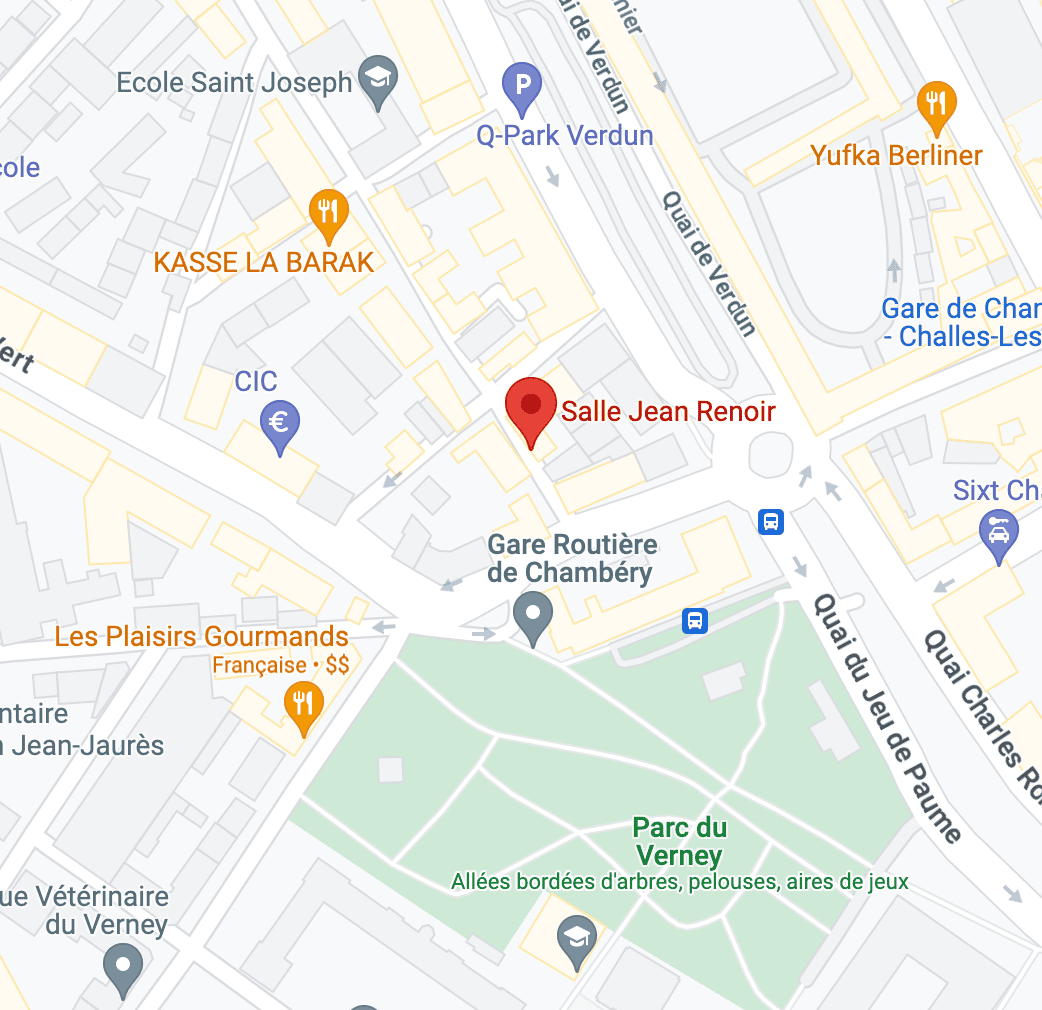 nier
Quai de Verdun
Ecole Saint Joseph
P
Q-Park Verdun
Yufka Berliner
cole
KASSE LA BARAK
Quai de Verdun
Gare de Cham
- Challes-Les
Vert
CIC
€
Salle Jean Renoir
Sixt Cha
Gare Routière
de Chambéry
Les Plaisirs Gourmands
Française • $$
Quai du Jeu de Paume
Quai Charles Ro
ntaire
n Jean-Jaurès
Parc du
Verney
Allées bordées d'arbres, pelouses, aires de jeux
ue Vétérinaire
du Verney